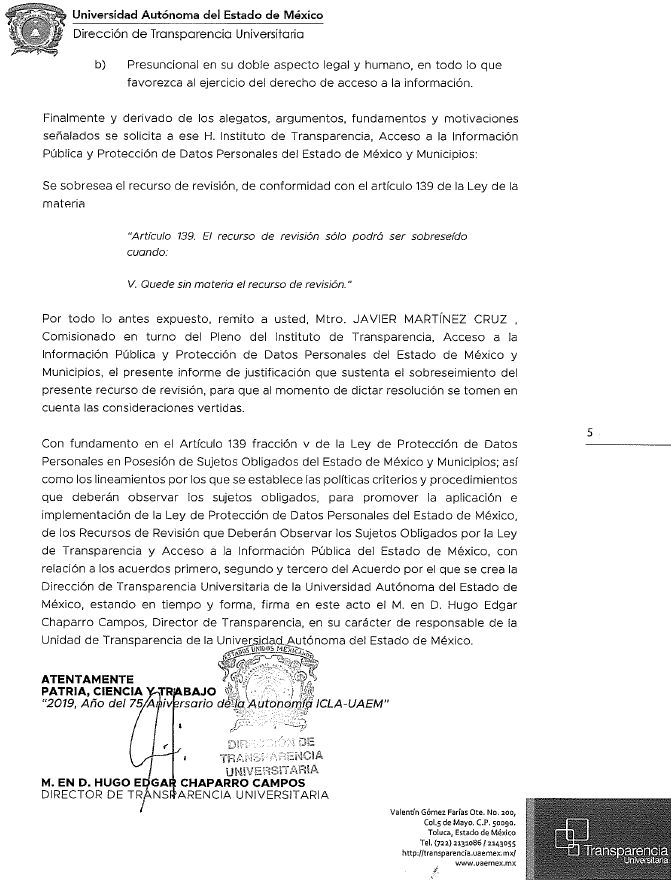 Universidad Autónoma del Estado de México
Dirección de Transparencia Universitaria
b) Presuncional en su doble aspecto legal y humano, en todo lo que
favorezca al ejercicio del derecho de acceso a la información.
Finalmente y derivado de los alegatos, argumentos, fundamentos y motivaciones
señalados se solicita a ese H. Instituto de Transparencia, Acceso a la Información
Pública y Protección de Datos Personales del Estado de México y Municipios:
Se sobresea el recurso de revisión, de conformidad con el artículo 139 de la Ley de la
materia
"Artículo 139. El recurso de revisión sólo podrá ser sobreseído
cuando:
V. Quede sin materia el recurso de revisión."
Por todo lo antes expuesto, remito a usted, Mtro. JAVIER MARTÍNEZ CRUZ ,
Comisionado en turno del Pleno del Instituto de Transparencia, Acceso a la
Información Pública y Protección de Datos Personales del Estado de México y
Municipios, el presente informe de justificación que sustenta el sobreseimiento del
presente recurso de revisión, para que al momento de dictar resolución se tomen en
cuenta las consideraciones vertidas.
5
Con fundamento en el Artículo 139 fracción v de la Ley de Protección de Datos
Personales en Posesión de Sujetos Obligados del Estado de México y Municipios; así
como los lineamientos por los que se establece las políticas criterios y procedimientos
que deberán observar los sujetos obligados, para promover la aplicación e
implementación de la Ley de Protección de Datos Personales del Estado de México,
de los Recursos de Revisión que Deberán Observar los Sujetos Obligados por la Ley
de Transparencia y Acceso a la Información Pública del Estado de México, con
relación a los acuerdos primero, segundo y tercero del Acuerdo por el que se crea la
Dirección de Transparencia Universitaria de la Universidad Autónoma del Estado de
México, estando en tiempo y forma, firma en este acto el M. en D. Hugo Edgar
Chaparro Campos, Director de Transparencia, en su carácter de responsable de la
Unidad de Transparencia de la Universidad Autónoma del Estado de México.
ESTADOS UNIDOS MEXICANOS
ATENTAMENTE
PATRIA, CIENCIA Y TRABAJO
"2019, Año del 75 Aniversario de la Autonomía ICLA-UAEM"
DIRECCIÓN DE
TRANSPARENCIA
UNIVERSITARIA
M. EN D. HUGO EDGAR CHAPARRO CAMPOS
DIRECTOR DE TRANSPARENCIA UNIVERSITARIA
Valentín Gómez Farías Ote. No. 200,
Col.5 de Mayo. C.P. 50090.
Toluca, Estado de México
Tel. (722) 2131086 / 2143055
http://transparencia.uaemex.mx/
www.uaemex.mx
Transparencia
Universitaria